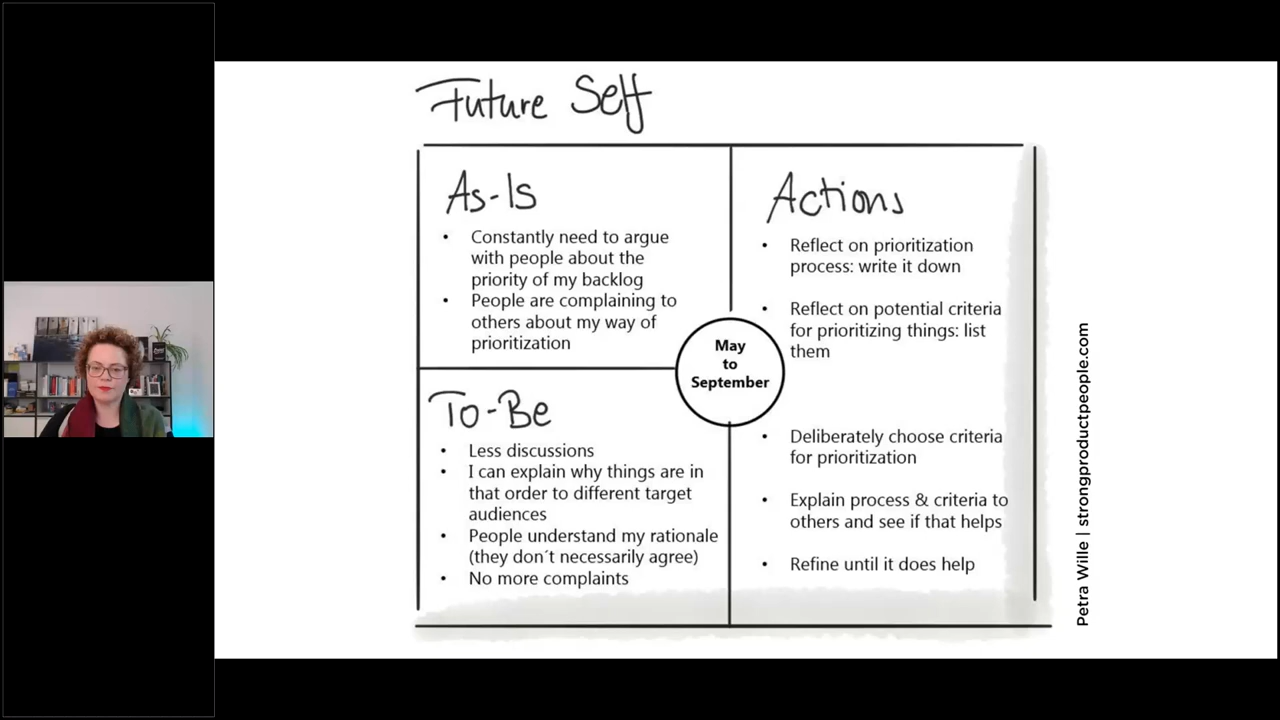 Future Self
As-Is
• Constantly need to argue
with people about the
priority of my backlog
• People are complaining to
others about my way of
prioritization
To-Be
• Less discussions
• I can explain why things are in
that order to different target
audiences
• People understand my rationale
(they don´t necessarily agree)
• No more complaints
May
to
September
Actions
• Reflect on prioritization
process: write it down
• Reflect on potential criteria
for prioritizing things: list
them
• Deliberately choose criteria
for prioritization
• Explain process & criteria to
others and see if that helps
• Refine until it does help
Petra Wille | strongproductpeople.com